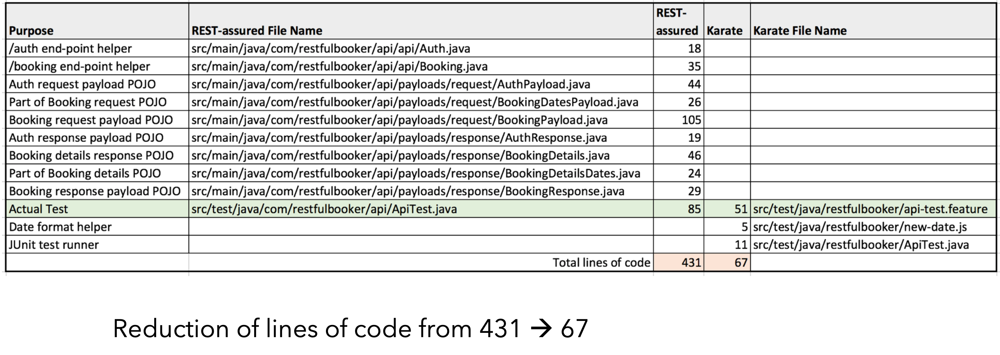 Purpose REST-assured File Name REST-assured Karate Karate File Name
/auth end-point helper src/main/java/com/restfulbooker/api/api/Auth.java 18
/booking end-point helper src/main/java/com/restfulbooker/api/api/Booking.java 35
Auth request payload POJO src/main/java/com/restfulbooker/api/payloads/request/AuthPayload.java 44
Part of Booking request POJO src/main/java/com/restfulbooker/api/payloads/request/BookingDatesPayload.java 26
Booking request payload POJO src/main/java/com/restfulbooker/api/payloads/request/BookingPayload.java 105
Auth response payload POJO src/main/java/com/restfulbooker/api/payloads/response/AuthResponse.java 19
Booking details response POJO src/main/java/com/restfulbooker/api/payloads/response/BookingDetails.java 46
Part of Booking details POJO src/main/java/com/restfulbooker/api/payloads/response/BookingDetailsDates.java 24
Booking response payload POJO src/main/java/com/restfulbooker/api/payloads/response/BookingResponse.java 29
Actual Test src/test/java/com/restfulbooker/api/ApiTest.java 85 51 src/test/java/restfulbooker/api-test.feature
Date format helper 5 src/test/java/restfulbooker/new-date.js
JUnit test runner 11 src/test/java/restfulbooker/ApiTest.java
Total lines of code 431 67
Reduction of lines of code from 431 → 67